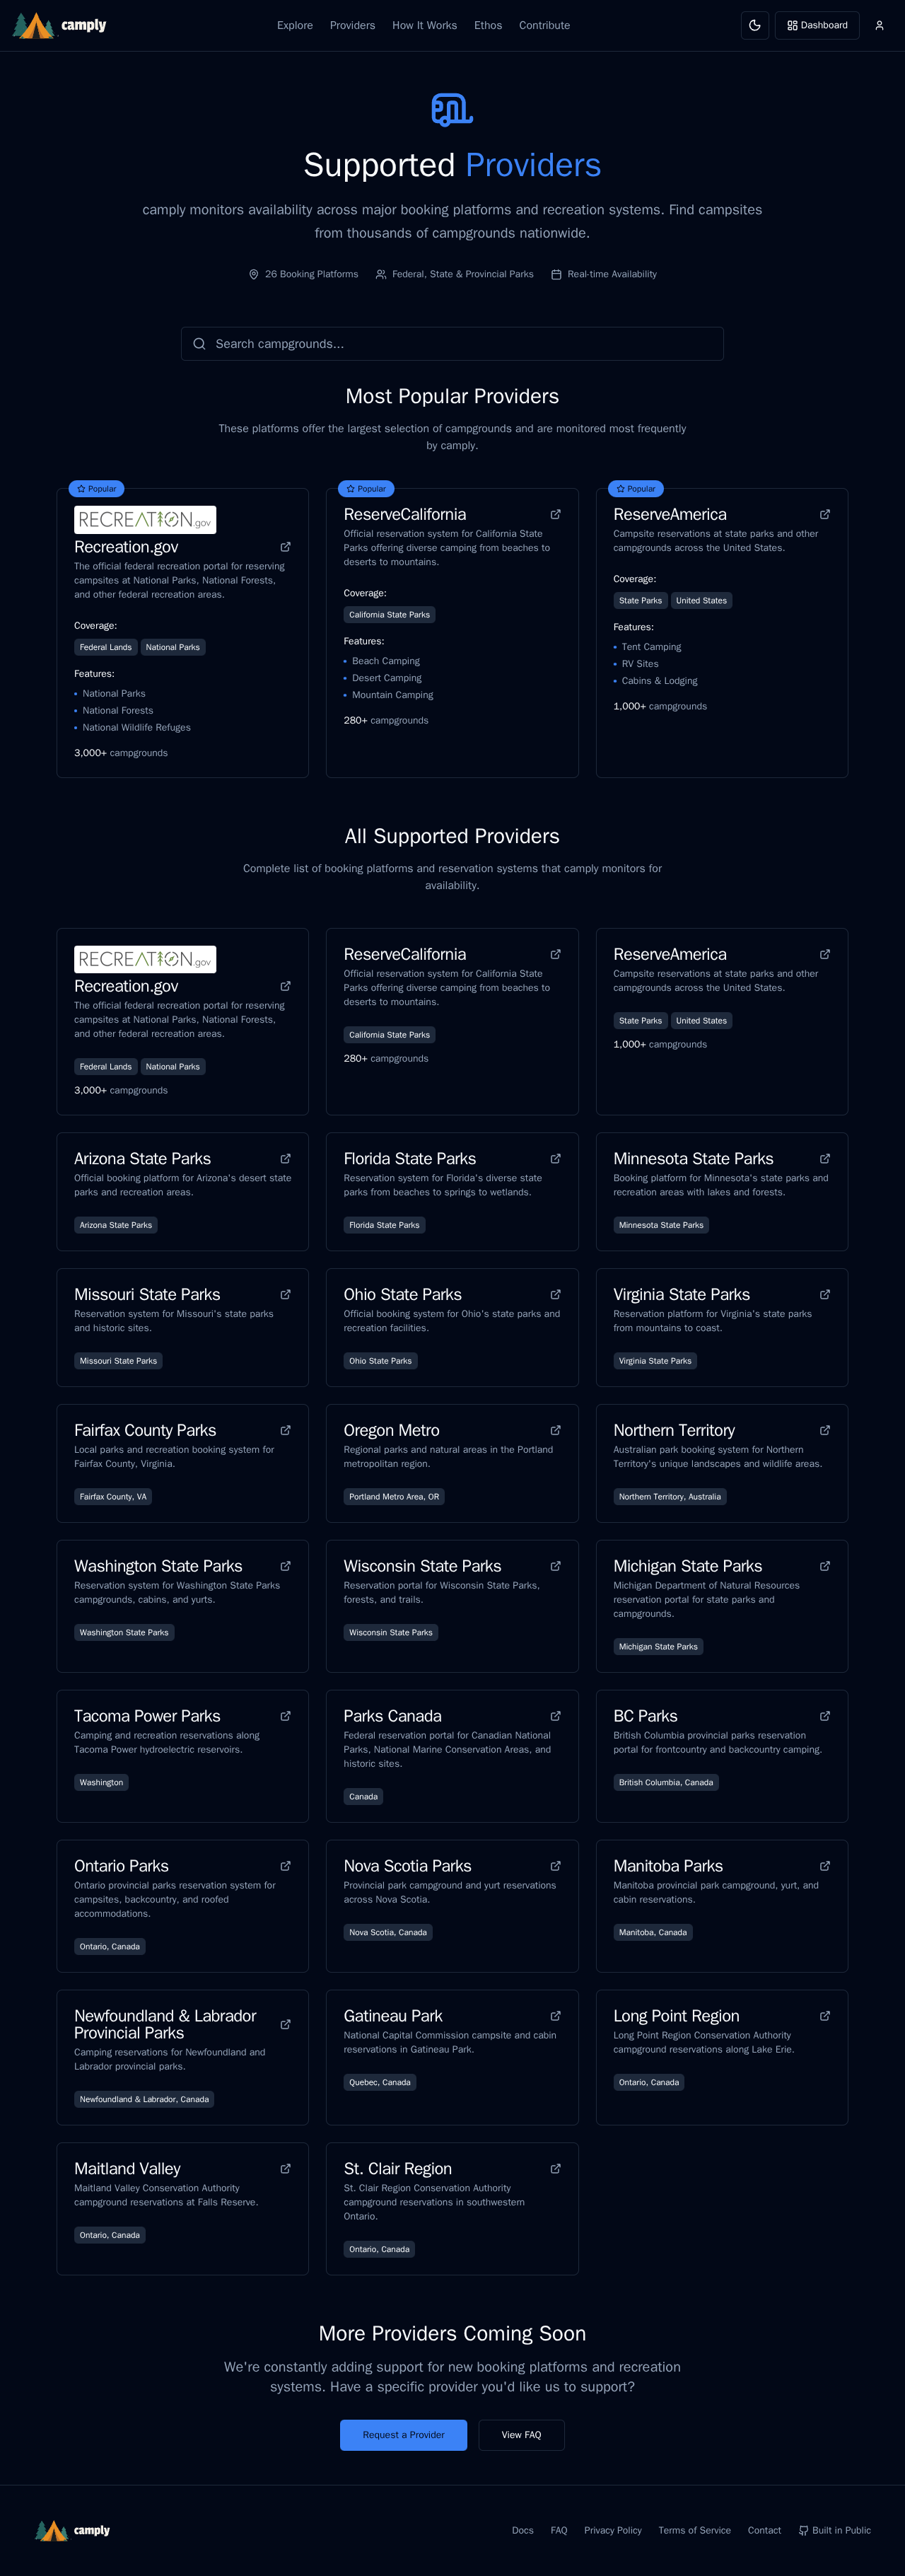 camply
Explore Providers How It Works Ethos Contribute
Dashboard
Supported Providers
camply monitors availability across major booking platforms and recreation systems. Find campsites
from thousands of campgrounds nationwide.
26 Booking Platforms Federal, State & Provincial Parks Real-time Availability
Search campgrounds...
Most Popular Providers
These platforms offer the largest selection of campgrounds and are monitored most frequently
by camply.
Popular
RECREATION.gov
Recreation.gov
The official federal recreation portal for reserving
campsites at National Parks, National Forests,
and other federal recreation areas.
Coverage:
Federal Lands National Parks
Features:
National Parks
National Forests
National Wildlife Refuges
3,000+ campgrounds
Popular
ReserveCalifornia
Official reservation system for California State
Parks offering diverse camping from beaches to
deserts to mountains.
Coverage:
California State Parks
Features:
Beach Camping
Desert Camping
Mountain Camping
280+ campgrounds
Popular
ReserveAmerica
Campsite reservations at state parks and other
campgrounds across the United States.
Coverage:
State Parks United States
Features:
Tent Camping
RV Sites
Cabins & Lodging
1,000+ campgrounds
All Supported Providers
Complete list of booking platforms and reservation systems that camply monitors for
availability.
RECREATION.gov
Recreation.gov
The official federal recreation portal for reserving
campsites at National Parks, National Forests,
and other federal recreation areas.
Federal Lands National Parks
3,000+ campgrounds
ReserveCalifornia
Official reservation system for California State
Parks offering diverse camping from beaches to
deserts to mountains.
California State Parks
280+ campgrounds
ReserveAmerica
Campsite reservations at state parks and other
campgrounds across the United States.
State Parks United States
1,000+ campgrounds
Arizona State Parks
Official booking platform for Arizona's desert state
parks and recreation areas.
Arizona State Parks
Florida State Parks
Reservation system for Florida's diverse state
parks from beaches to springs to wetlands.
Florida State Parks
Minnesota State Parks
Booking platform for Minnesota's state parks and
recreation areas with lakes and forests.
Minnesota State Parks
Missouri State Parks
Reservation system for Missouri's state parks
and historic sites.
Missouri State Parks
Ohio State Parks
Official booking system for Ohio's state parks and
recreation facilities.
Ohio State Parks
Virginia State Parks
Reservation platform for Virginia's state parks
from mountains to coast.
Virginia State Parks
Fairfax County Parks
Local parks and recreation booking system for
Fairfax County, Virginia.
Fairfax County, VA
Oregon Metro
Regional parks and natural areas in the Portland
metropolitan region.
Portland Metro Area, OR
Northern Territory
Australian park booking system for Northern
Territory's unique landscapes and wildlife areas.
Northern Territory, Australia
Washington State Parks
Reservation system for Washington State Parks
campgrounds, cabins, and yurts.
Washington State Parks
Wisconsin State Parks
Reservation portal for Wisconsin State Parks,
forests, and trails.
Wisconsin State Parks
Michigan State Parks
Michigan Department of Natural Resources
reservation portal for state parks and
campgrounds.
Michigan State Parks
Tacoma Power Parks
Camping and recreation reservations along
Tacoma Power hydroelectric reservoirs.
Washington
Parks Canada
Federal reservation portal for Canadian National
Parks, National Marine Conservation Areas, and
historic sites.
Canada
BC Parks
British Columbia provincial parks reservation
portal for frontcountry and backcountry camping.
British Columbia, Canada
Ontario Parks
Ontario provincial parks reservation system for
campsites, backcountry, and roofed
accommodations.
Ontario, Canada
Nova Scotia Parks
Provincial park campground and yurt reservations
across Nova Scotia.
Nova Scotia, Canada
Manitoba Parks
Manitoba provincial park campground, yurt, and
cabin reservations.
Manitoba, Canada
Newfoundland & Labrador
Provincial Parks
Camping reservations for Newfoundland and
Labrador provincial parks.
Newfoundland & Labrador, Canada
Gatineau Park
National Capital Commission campsite and cabin
reservations in Gatineau Park.
Quebec, Canada
Long Point Region
Long Point Region Conservation Authority
campground reservations along Lake Erie.
Ontario, Canada
Maitland Valley
Maitland Valley Conservation Authority
campground reservations at Falls Reserve.
Ontario, Canada
St. Clair Region
St. Clair Region Conservation Authority
campground reservations in southwestern
Ontario.
Ontario, Canada
More Providers Coming Soon
We're constantly adding support for new booking platforms and recreation
systems. Have a specific provider you'd like us to support?
Request a Provider View FAQ
camply
Docs FAQ Privacy Policy Terms of Service Contact Built in Public